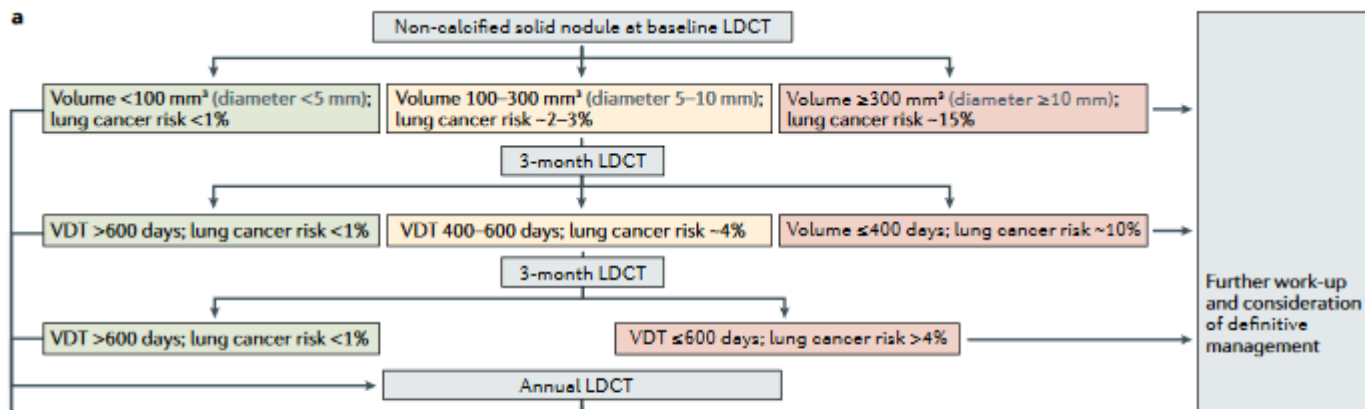 a
Non-calcified solid nodule at baseline LDCT
Volume <100 mm³ (diameter <5 mm);
lung cancer risk <1%
Volume 100–300 mm³ (diameter 5–10 mm);
lung cancer risk ~2–3%
Volume ≥300 mm³ (diameter ≥10 mm);
lung cancer risk ~15%
3-month LDCT
VDT >600 days; lung cancer risk <1%
VDT 400–600 days; lung cancer risk ~4%
Volume ≤400 days; lung cancer risk ~10%
3-month LDCT
VDT >600 days; lung cancer risk <1%
VDT ≤600 days; lung cancer risk >4%
Further work-up
and consideration
of definitive
management
Annual LDCT